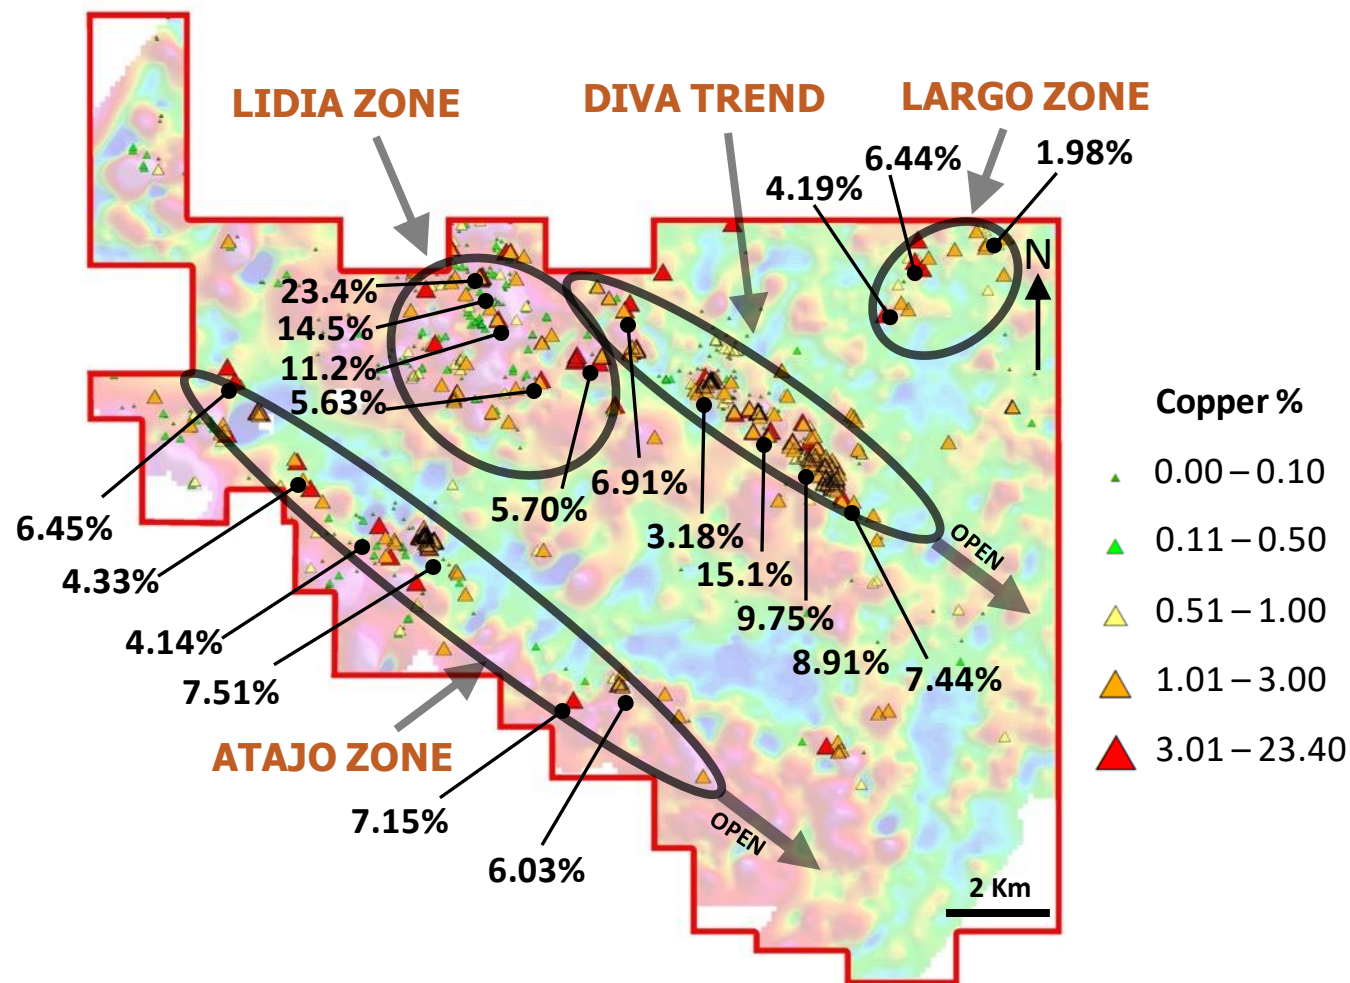 LIDIA ZONE
DIVA TREND
LARGO ZONE
6.44%
1.98%
4.19%
N
23.4%
14.5%
11.2%
5.63%
5.70%
6.91%
3.18%
15.1%
9.75%
8.91%
7.44%
OPEN
6.45%
4.33%
4.14%
7.51%
ATAJO ZONE
7.15%
6.03%
OPEN
2 Km
Copper %
0.00 – 0.10
0.11 – 0.50
0.51 – 1.00
1.01 – 3.00
3.01 – 23.40